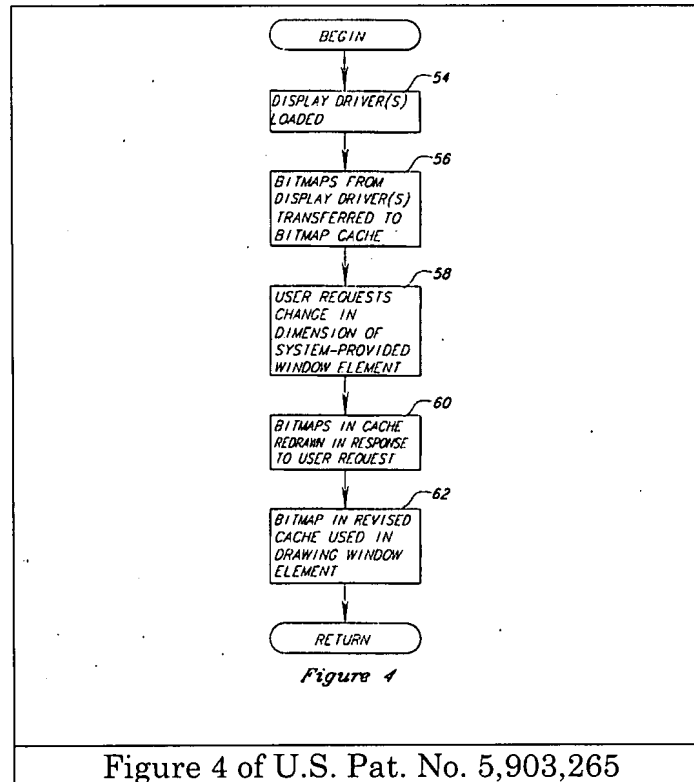 BEGIN
54
DISPLAY DRIVER(S)
LOADED
56
BITMAPS FROM
DISPLAY DRIVER(S)
TRANSFERRED TO
BITMAP CACHE
58
USER REQUESTS
CHANGE IN
DIMENSION OF
SYSTEM-PROVIDED
WINDOW ELEMENT
60
BITMAPS IN CACHE
REDRAWN IN RESPONSE
TO USER REQUEST
62
BITMAP IN REVISED
CACHE USED IN
DRAWING WINDOW
ELEMENT
RETURN
Figure 4
Figure 4 of U.S. Pat. No. 5,903,265